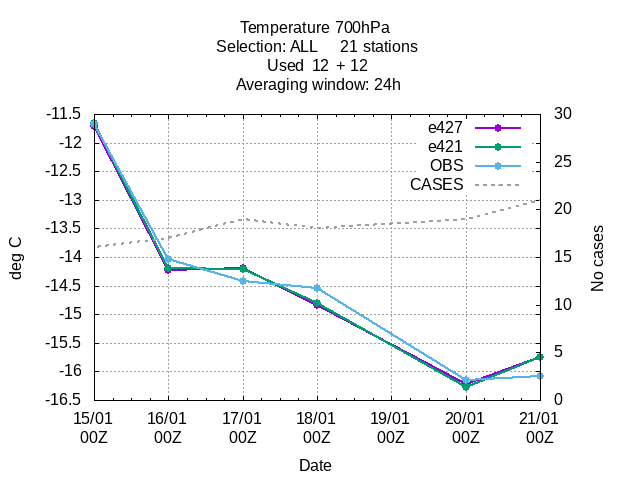 Temperature 700hPa
Selection: ALL 21 stations
Used 12 + 12
Averaging window: 24h
-11.5
-12
-12.5
-13
-13.5
-14
-14.5
-15
-15.5
-16
-16.5
30
25
20
15
10
5
0
e427
e421
OBS
CASES
deg C
No cases
15/01 16/01 17/01 18/01 19/01 20/01 21/01
00Z 00Z 00Z 00Z 00Z 00Z 00Z
Date